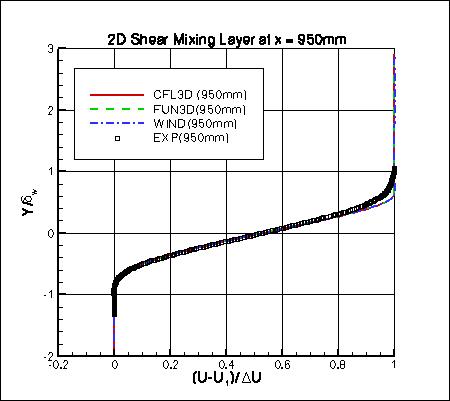 2D Shear Mixing Layer at x = 950mm
3
CFL3D (950mm)
FUN3D(950mm)
WIND(950mm)
EXP(950mm)
2
1
Y/δw
0
-1
-2
-0.2 0 0.2 0.4 0.6 0.8 1
(U-U1)/ΔU